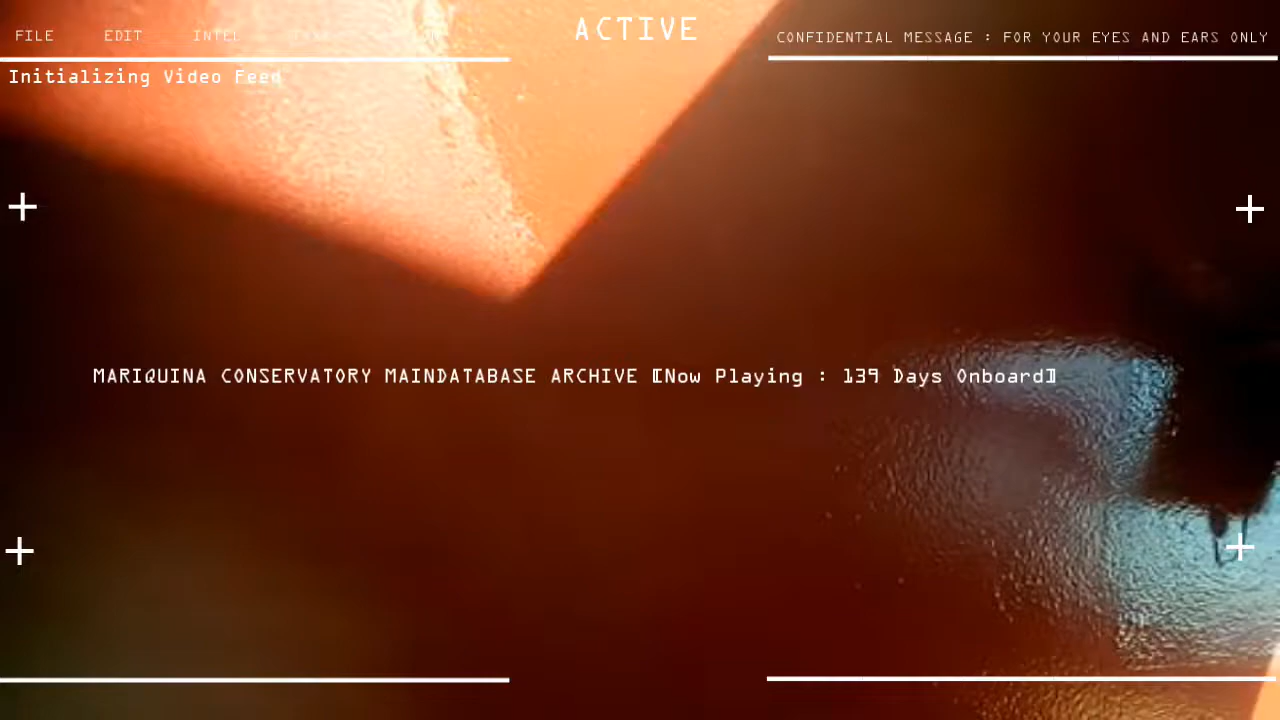 ACTIVE
FILE EDIT INTEL
CONFIDENTIAL MESSAGE : FOR YOUR EYES AND EARS ONLY
Initializing Video Feed
MARIQUINA CONSERVATORY MAINDATABASE ARCHIVE [Now Playing : 139 Days Onboard]